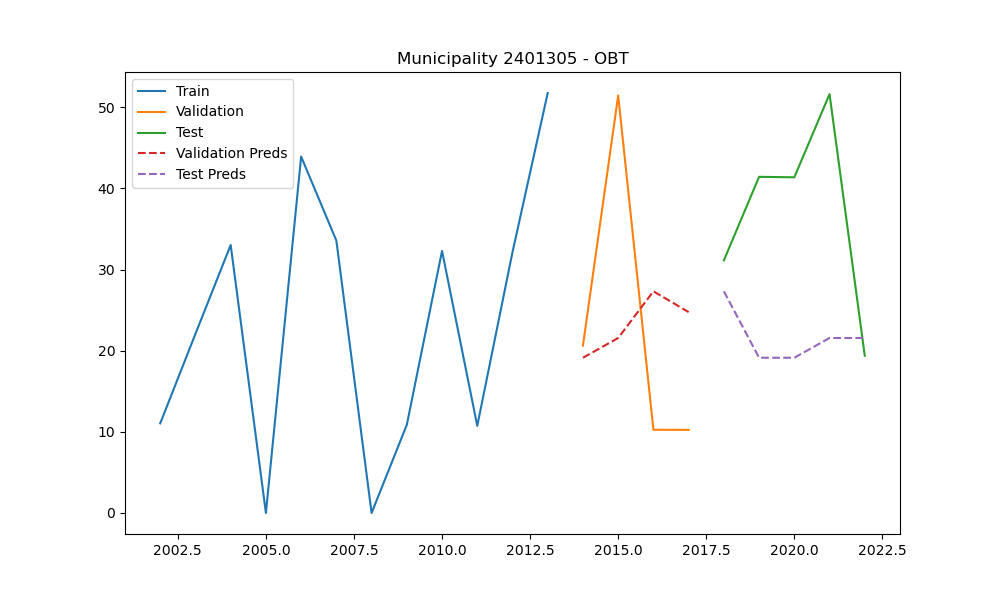 Municipality 2401305 - OBT
Train
Validation
Test
Validation Preds
Test Preds
50
40
30
20
10
0
2002.5 2005.0 2007.5 2010.0 2012.5 2015.0 2017.5 2020.0 2022.5